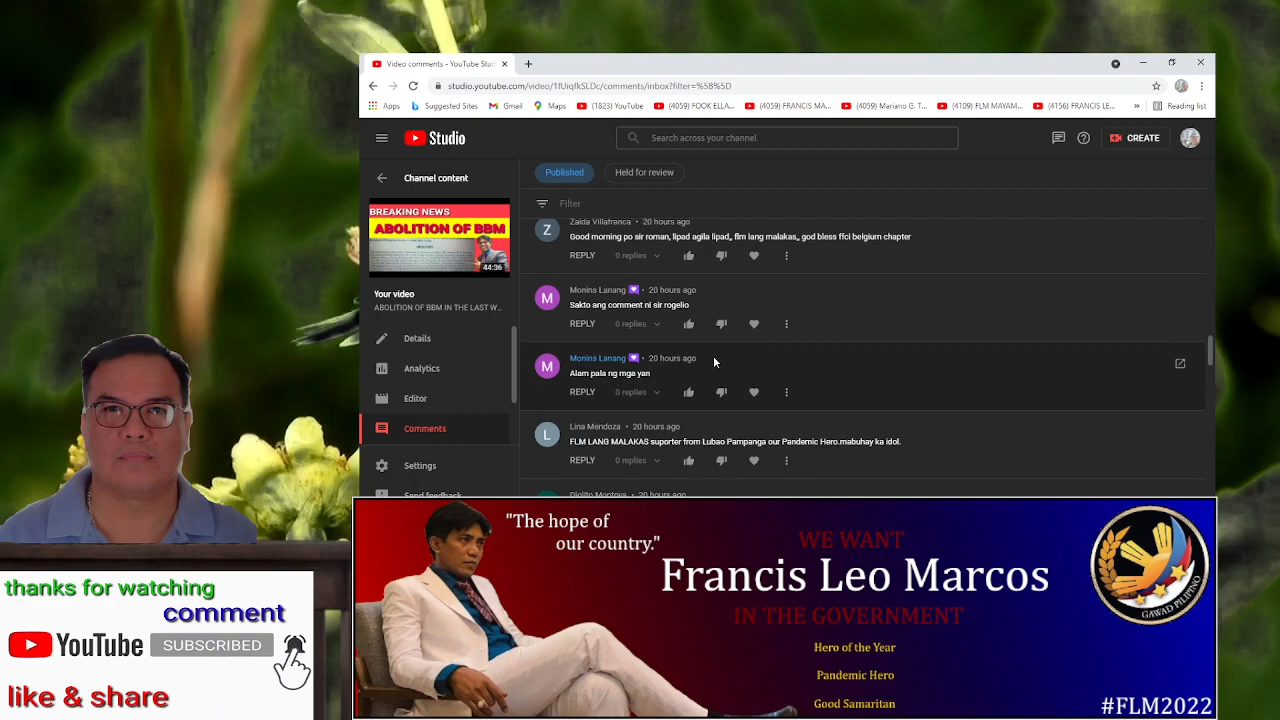 Video comments - YouTube Stu
studio.youtube.com/video/1fUiqfkSLDc/comments/inbox?filter=%5B%5D
Apps
Suggested Sites
Gmail
Maps
(1823) YouTube
(4059) FOOK ELLA...
(4059) FRANCIS MA...
(4059) Mariano G. T...
(4109) FLM MAYAM...
(4156) FRANCIS LE...
»
Reading list
Studio
Search across your channel
CREATE
Channel content
Published
Held for review
Filter
BREAKING NEWS
ABOLITION OF BBM
44:36
Your video
ABOLITION OF BBM IN THE LAST W...
Details
Analytics
Editor
Comments
Settings
Send feedback
Z
Zaida Villafranca • 20 hours ago
Good morning po sir roman, lipad agila lipad,, flm lang malakas,, god bless ffci belgium chapter
REPLY 0 replies
M
Monins Lanang • 20 hours ago
Sakto ang comment ni sir rogelio
REPLY 0 replies
M
Monins Lanang • 20 hours ago
Alam pala ng mga yan
REPLY 0 replies
L
Lina Mendoza • 20 hours ago
FLM LANG MALAKAS suporter from Lubao Pampanga our Pandemic Hero.mabuhay ka idol.
REPLY 0 replies
20 hours ago
"The hope of
our country."
WE WANT
Francis Leo Marcos
IN THE GOVERNMENT
Hero of the Year
Pandemic Hero
Good Samaritan
GAWAD PILIPINO
#FLM2022
thanks for watching
comment
YouTube
SUBSCRIBED
like & share